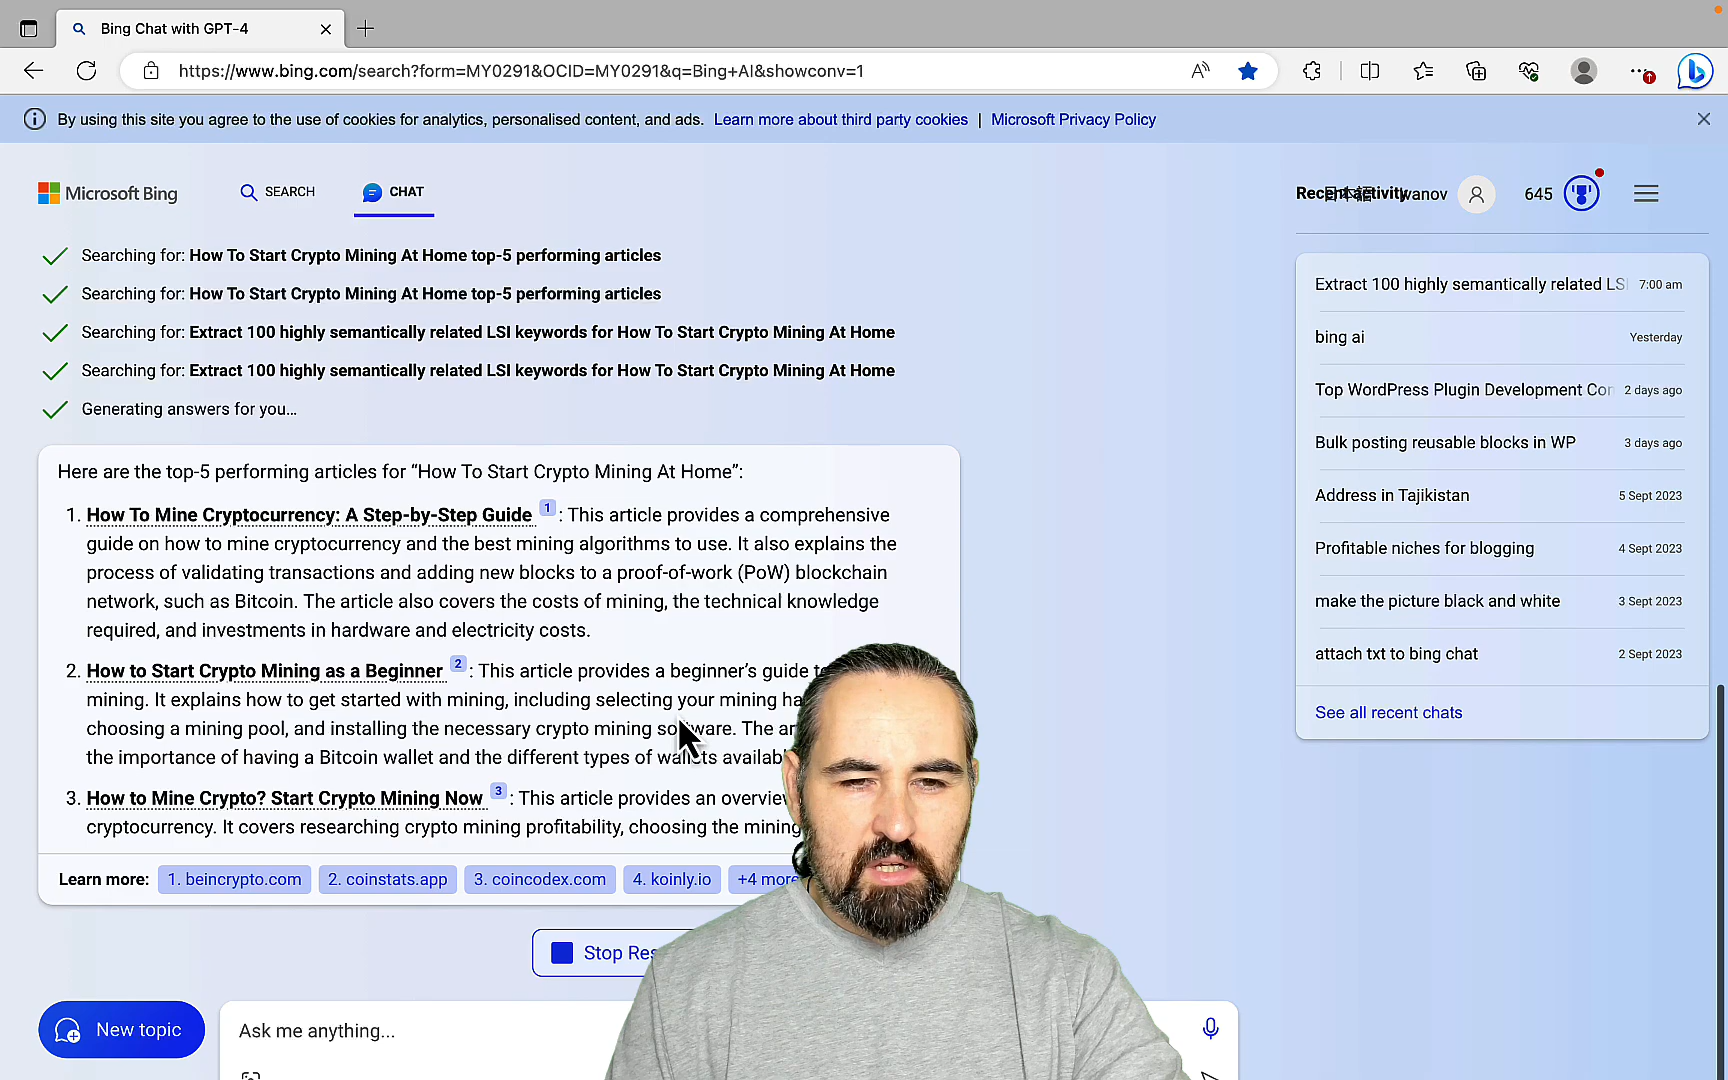 Bing Chat with GPT-4
https://www.bing.com/search?form=MY0291&OCID=MY0291&q=Bing+AI&showconv=1
By using this site you agree to the use of cookies for analytics, personalised content, and ads. Learn more about third party cookies | Microsoft Privacy Policy
Microsoft Bing
SEARCH
CHAT
Recent activity
日本語
wanov
645
Searching for: How To Start Crypto Mining At Home top-5 performing articles
Searching for: How To Start Crypto Mining At Home top-5 performing articles
Searching for: Extract 100 highly semantically related LSI keywords for How To Start Crypto Mining At Home
Searching for: Extract 100 highly semantically related LSI keywords for How To Start Crypto Mining At Home
Generating answers for you...
Here are the top-5 performing articles for “How To Start Crypto Mining At Home”:
1. How To Mine Cryptocurrency: A Step-by-Step Guide 1 : This article provides a comprehensive
guide on how to mine cryptocurrency and the best mining algorithms to use. It also explains the
process of validating transactions and adding new blocks to a proof-of-work (PoW) blockchain
network, such as Bitcoin. The article also covers the costs of mining, the technical knowledge
required, and investments in hardware and electricity costs.
2. How to Start Crypto Mining as a Beginner 2 : This article provides a beginner’s guide
mining. It explains how to get started with mining, including selecting your mining
choosing a mining pool, and installing the necessary crypto mining software. The
the importance of having a Bitcoin wallet and the different types of wallets
3. How to Mine Crypto? Start Crypto Mining Now 3 : This article provides an
cryptocurrency. It covers researching crypto mining profitability, choosing the mining
Learn more: 1. beincrypto.com 2. coinstats.app 3. coincodex.com 4. koinly.io +4 more
Stop
New topic
Ask me anything...
Extract 100 highly semantically related LSI 7:00 am
bing ai Yesterday
Top WordPress Plugin Development 2 days ago
Bulk posting reusable blocks in WP 3 days ago
Address in Tajikistan 5 Sept 2023
Profitable niches for blogging 4 Sept 2023
make the picture black and white 3 Sept 2023
attach txt to bing chat 2 Sept 2023
See all recent chats